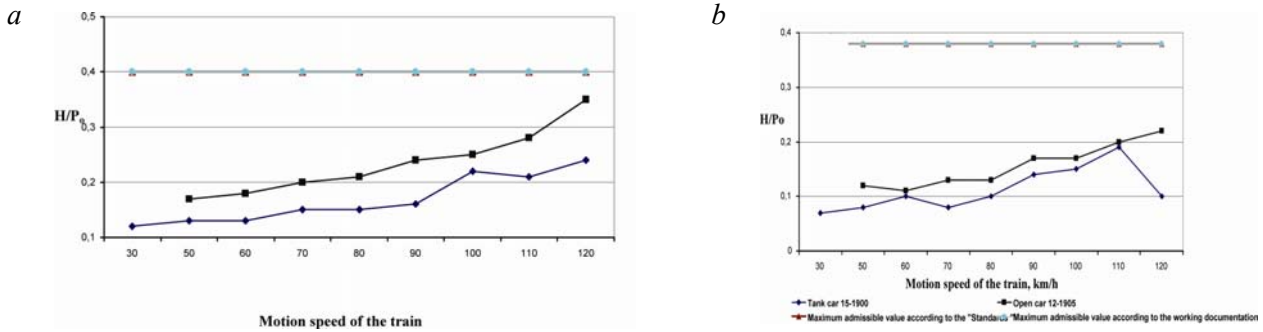 a
0,5
0,4
H/Po
0,3
0,2
0,1
30 50 60 70 80 90 100 110 120
Motion speed of the train
b
0,4
0,3
H/Po
0,2
0,1
0
30 50 60 70 80 90 100 110 120
Motion speed of the train, km/h
Tank car 15-1900 Open car 12-1905
Maximum admissible value according to the "Standards" Maximum admissible value according to the working documentation